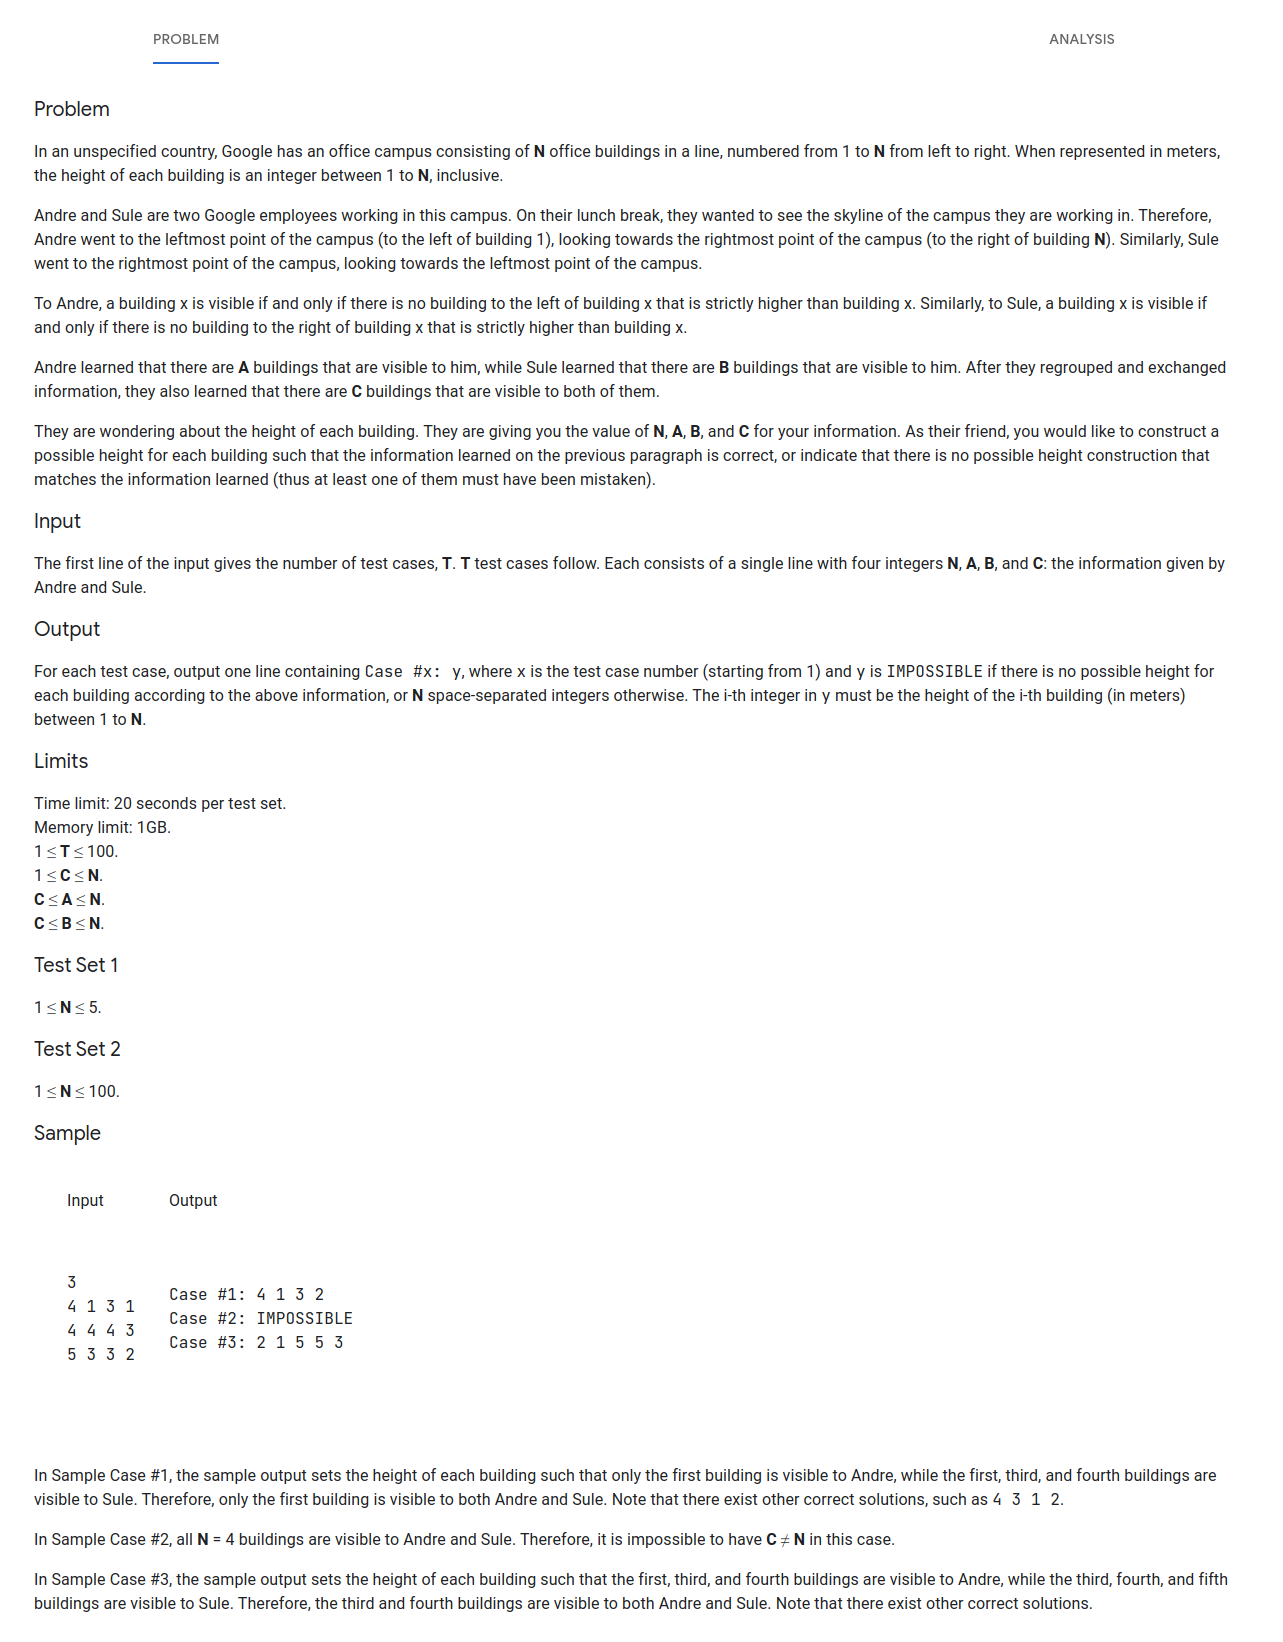 PROBLEM ANALYSIS
Problem
In an unspecified country, Google has an office campus consisting of N office buildings in a line, numbered from 1 to N from left to right. When represented in meters,
the height of each building is an integer between 1 to N, inclusive.
Andre and Sule are two Google employees working in this campus. On their lunch break, they wanted to see the skyline of the campus they are working in. Therefore,
Andre went to the leftmost point of the campus (to the left of building 1), looking towards the rightmost point of the campus (to the right of building N). Similarly, Sule
went to the rightmost point of the campus, looking towards the leftmost point of the campus.
To Andre, a building x is visible if and only if there is no building to the left of building x that is strictly higher than building x. Similarly, to Sule, a building x is visible if
and only if there is no building to the right of building x that is strictly higher than building x.
Andre learned that there are A buildings that are visible to him, while Sule learned that there are B buildings that are visible to him. After they regrouped and exchanged
information, they also learned that there are C buildings that are visible to both of them.
They are wondering about the height of each building. They are giving you the value of N, A, B, and C for your information. As their friend, you would like to construct a
possible height for each building such that the information learned on the previous paragraph is correct, or indicate that there is no possible height construction that
matches the information learned (thus at least one of them must have been mistaken).
Input
The first line of the input gives the number of test cases, T. T test cases follow. Each consists of a single line with four integers N, A, B, and C: the information given by
Andre and Sule.
Output
For each test case, output one line containing Case #x: y, where x is the test case number (starting from 1) and y is IMPOSSIBLE if there is no possible height for
each building according to the above information, or N space-separated integers otherwise. The i-th integer in y must be the height of the i-th building (in meters)
between 1 to N.
Limits
Time limit: 20 seconds per test set.
Memory limit: 1GB.
1 ≤ T ≤ 100.
1 ≤ C ≤ N.
C ≤ A ≤ N.
C ≤ B ≤ N.
Test Set 1
1 ≤ N ≤ 5.
Test Set 2
1 ≤ N ≤ 100.
Sample
Input Output
3
4 1 3 1
4 4 4 3
5 3 3 2
Case #1: 4 1 3 2
Case #2: IMPOSSIBLE
Case #3: 2 1 5 5 3
In Sample Case #1, the sample output sets the height of each building such that only the first building is visible to Andre, while the first, third, and fourth buildings are
visible to Sule. Therefore, only the first building is visible to both Andre and Sule. Note that there exist other correct solutions, such as 4 3 1 2.
In Sample Case #2, all N = 4 buildings are visible to Andre and Sule. Therefore, it is impossible to have C ≠ N in this case.
In Sample Case #3, the sample output sets the height of each building such that the first, third, and fourth buildings are visible to Andre, while the third, fourth, and fifth
buildings are visible to Sule. Therefore, the third and fourth buildings are visible to both Andre and Sule. Note that there exist other correct solutions.